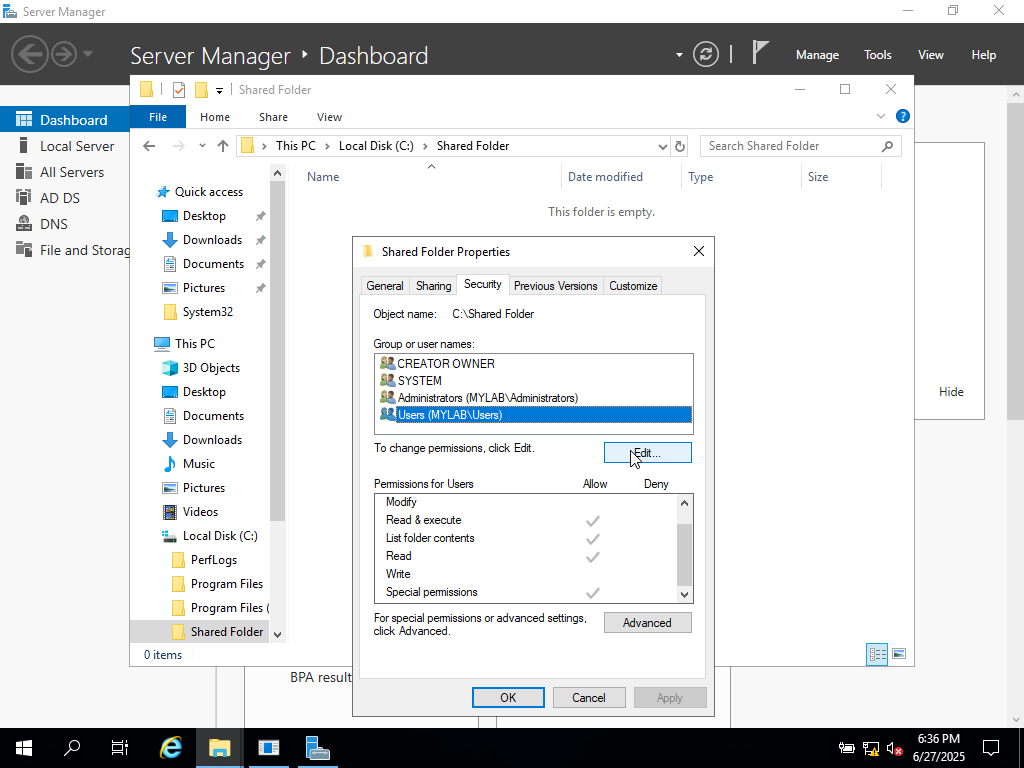 Server Manager
Server Manager • Dashboard
Manage Tools View Help
Shared Folder
File Home Share View
This PC > Local Disk (C:) > Shared Folder
Search Shared Folder
Dashboard
Local Server
All Servers
AD DS
DNS
File and Storag
Name Date modified Type Size
This folder is empty.
Quick access
Desktop
Downloads
Documents
Pictures
System32
This PC
3D Objects
Desktop
Documents
Downloads
Music
Pictures
Videos
Local Disk (C:)
PerfLogs
Program Files
Program Files (
Shared Folder
0 items
Shared Folder Properties
General Sharing Security Previous Versions Customize
Object name: C:\Shared Folder
Group or user names:
CREATOR OWNER
SYSTEM
Administrators (MYLAB\Administrators)
Users (MYLAB\Users)
To change permissions, click Edit.
Edit...
Permissions for Users Allow Deny
Modify
Read & execute
List folder contents
Read
Write
Special permissions
For special permissions or advanced settings,
click Advanced.
Advanced
OK Cancel Apply
Hide
BPA result
6:36 PM
6/27/2025